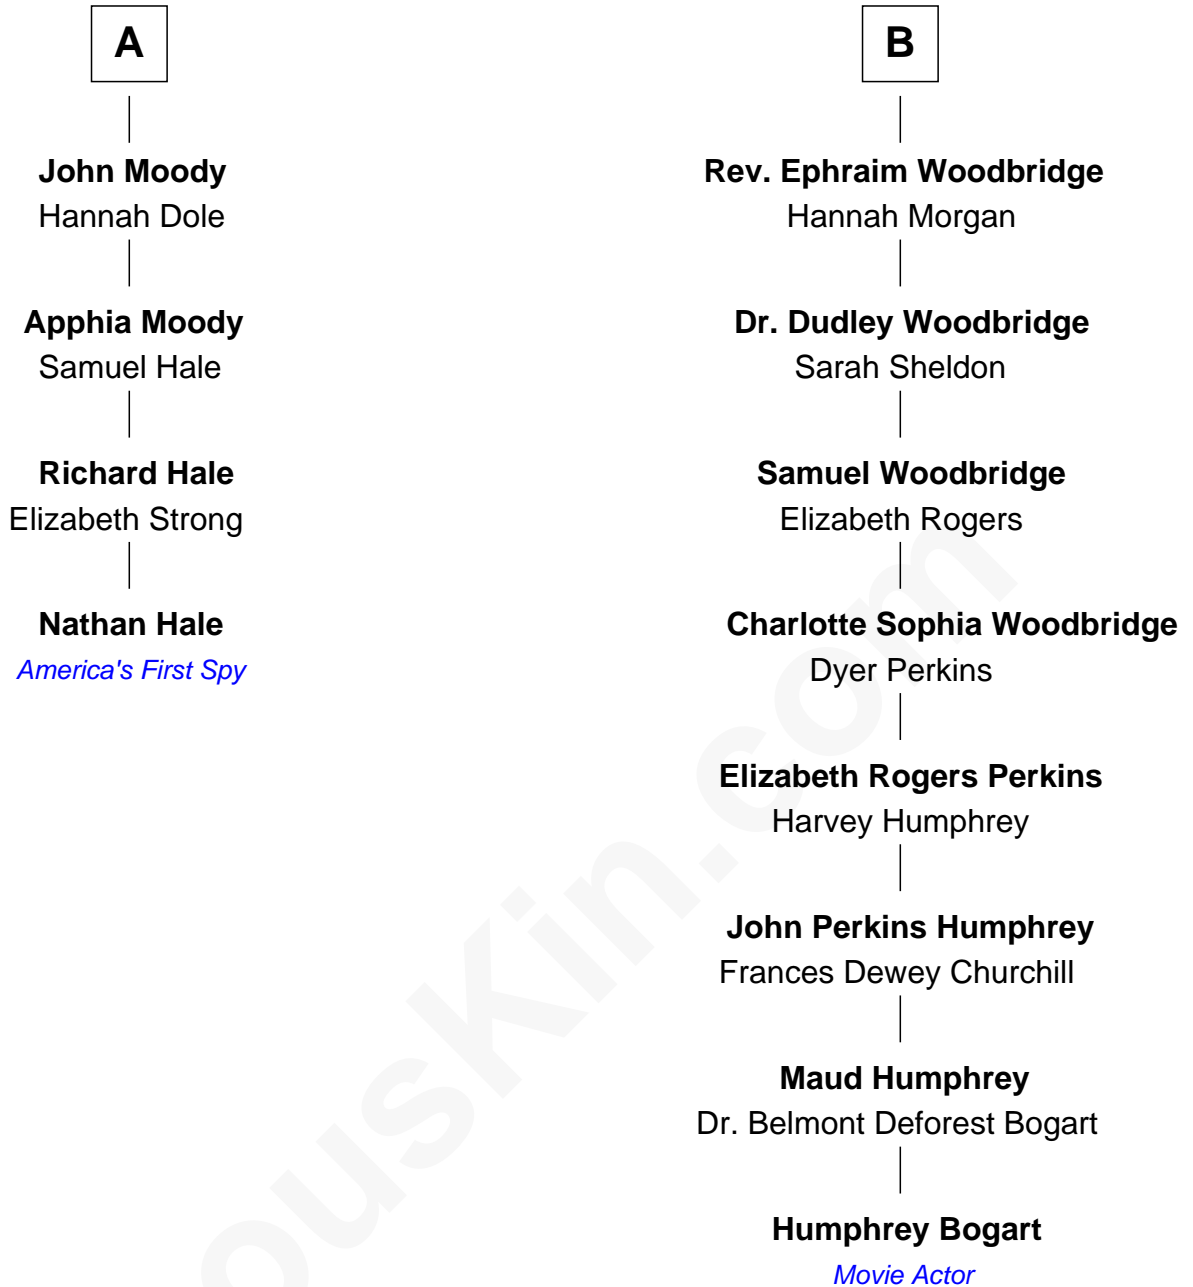 A
John Moody
Hannah Dole
Apphia Moody
Samuel Hale
Richard Hale
Elizabeth Strong
Nathan Hale
America's First Spy
B
Rev. Ephraim Woodbridge
Hannah Morgan
Dr. Dudley Woodbridge
Sarah Sheldon
Samuel Woodbridge
Elizabeth Rogers
Charlotte Sophia Woodbridge
Dyer Perkins
Elizabeth Rogers Perkins
Harvey Humphrey
John Perkins Humphrey
Frances Dewey Churchill
Maud Humphrey
Dr. Belmont Deforest Bogart
Humphrey Bogart
Movie Actor
ousKin.com